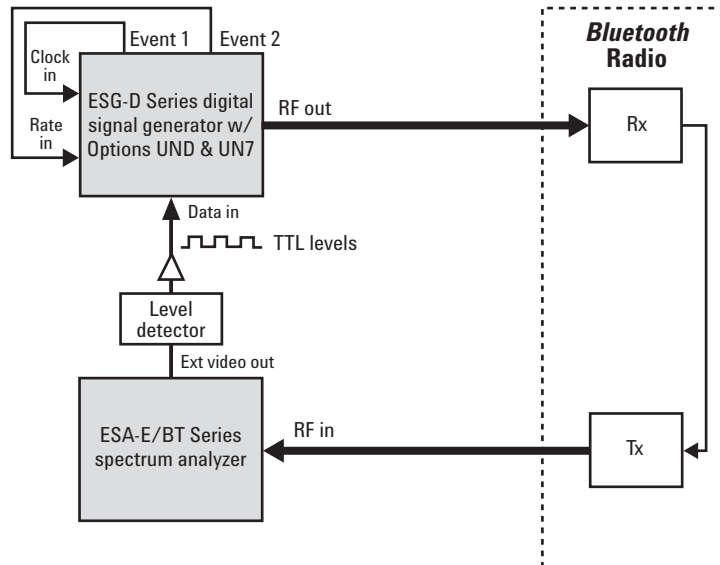 Event 1
Event 2
Clock
in
Rate
in
ESG-D Series digital
signal generator w/
Options UND & UN7
RF out
Bluetooth
Radio
Rx
Data in
TTL levels
Level
detector
Ext video out
ESA-E/BT Series
spectrum analyzer
RF in
Tx